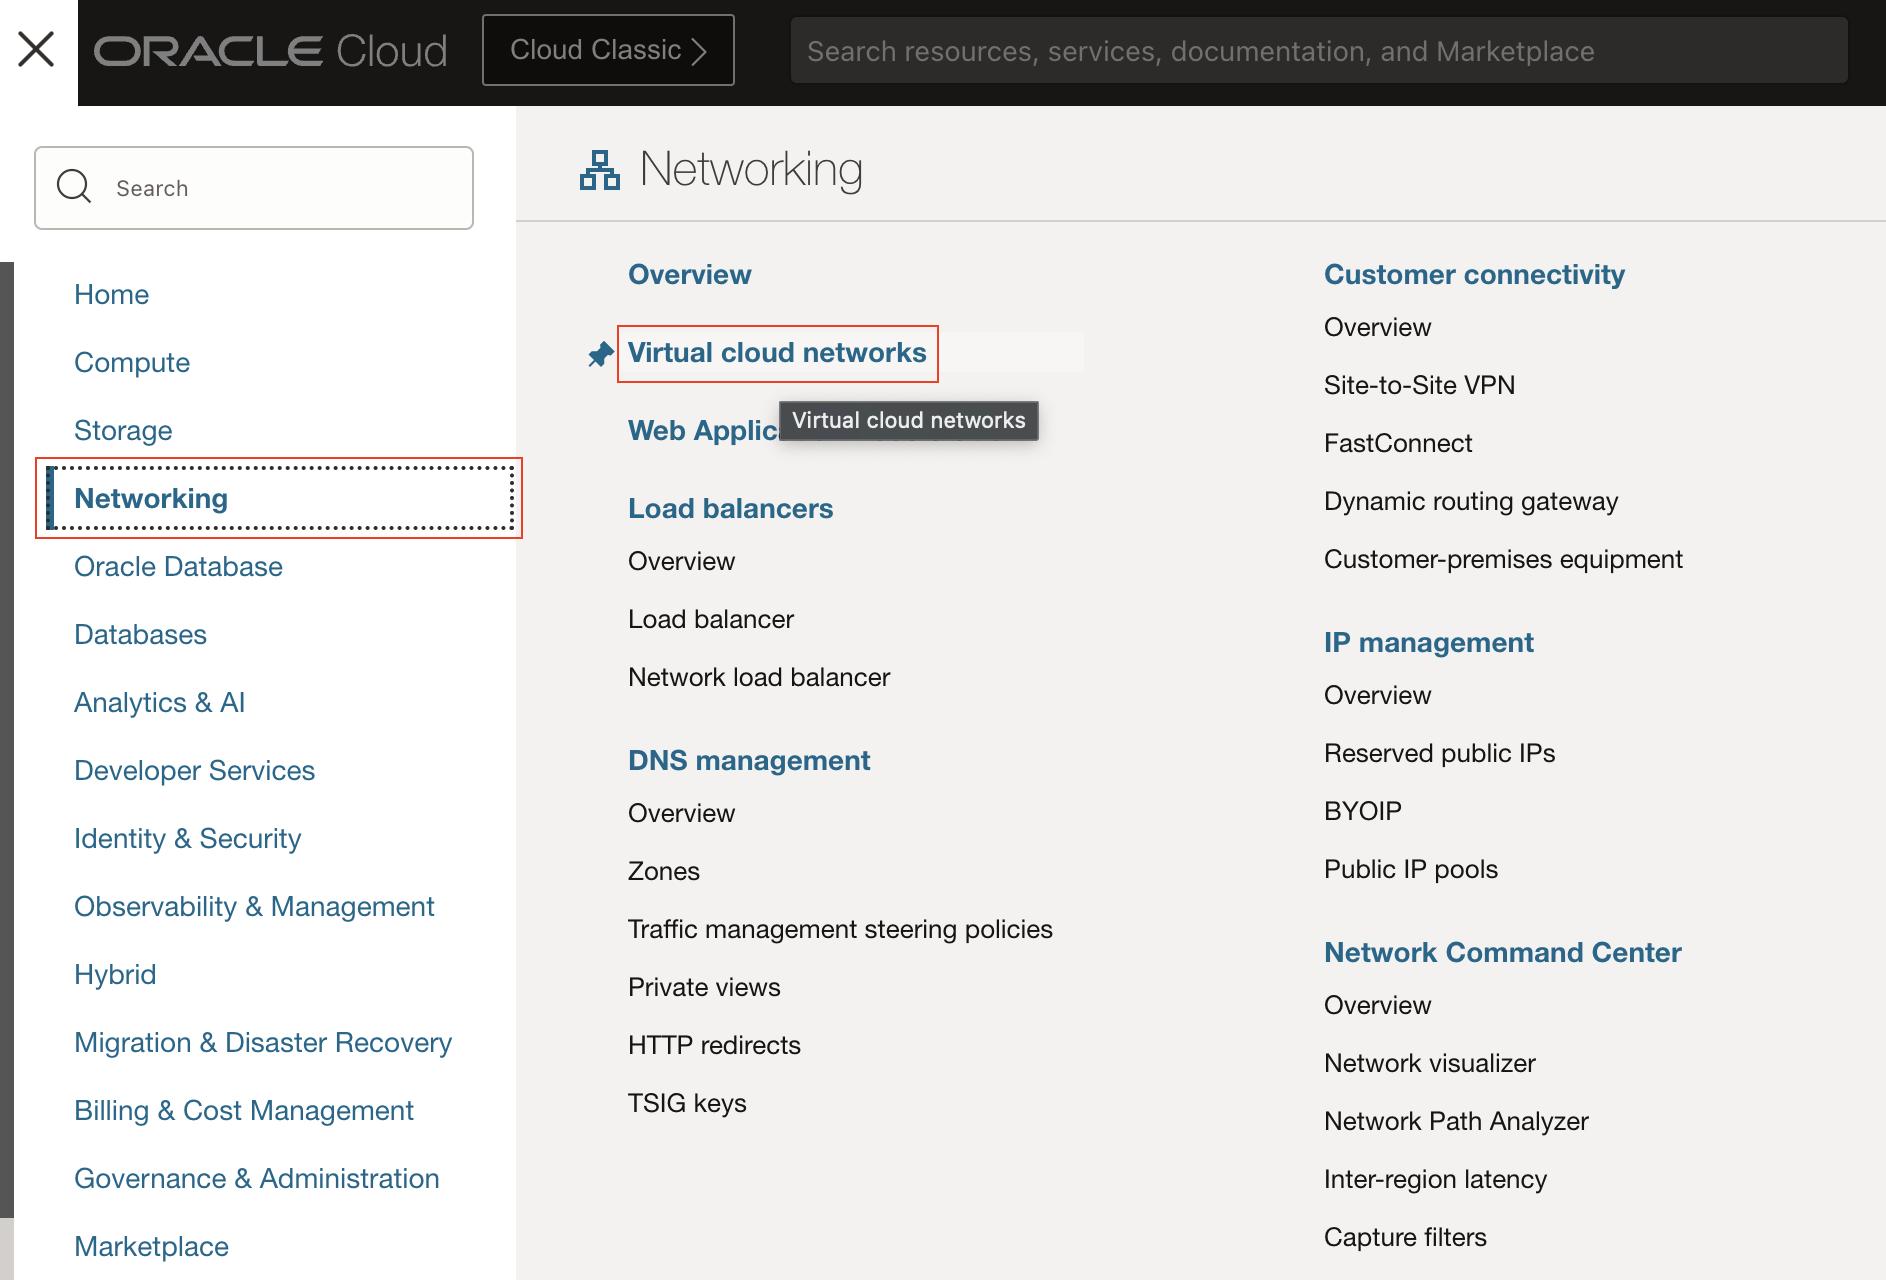 ORACLE Cloud
Cloud Classic
Search resources, services, documentation, and Marketplace
Search
Home
Compute
Storage
Networking
Oracle Database
Databases
Analytics & AI
Developer Services
Identity & Security
Observability & Management
Hybrid
Migration & Disaster Recovery
Billing & Cost Management
Governance & Administration
Marketplace
Networking
Overview
Virtual cloud networks
Virtual cloud networks
Web
Load balancers
Overview
Load balancer
Network load balancer
DNS management
Overview
Zones
Traffic management steering policies
Private views
HTTP redirects
TSIG keys
Customer connectivity
Overview
Site-to-Site VPN
FastConnect
Dynamic routing gateway
Customer-premises equipment
IP management
Overview
Reserved public IPs
BYOIP
Public IP pools
Network Command Center
Overview
Network visualizer
Network Path Analyzer
Inter-region latency
Capture filters